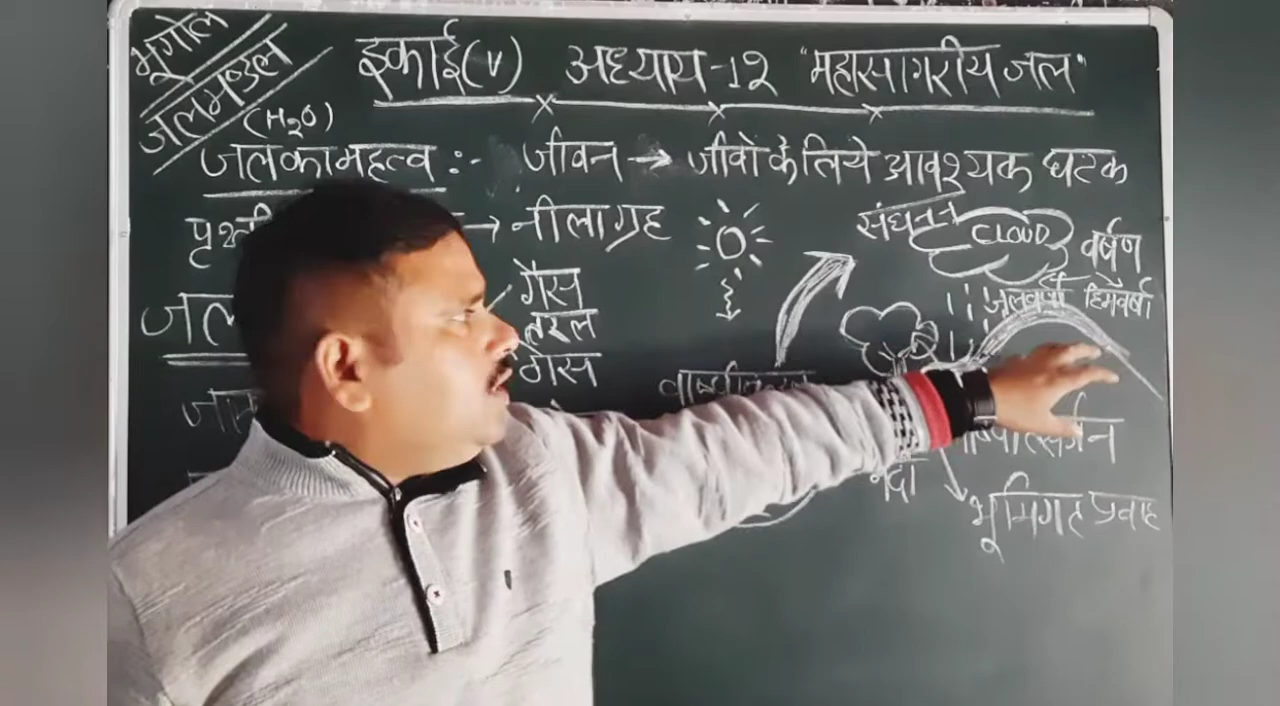 भूगोल
जलमण्डल
इकाई(V) अध्याय-12 "महासागरीय जल"
(H₂O)
जल का महत्व :- जीवन → जीवों के लिये आवश्यक घटक
→ नीला ग्रह
संघनन CLOUD वर्षण
गैस
तरल
गैस
जलवर्षा हिमवर्षा
भूमिगत प्रवाह